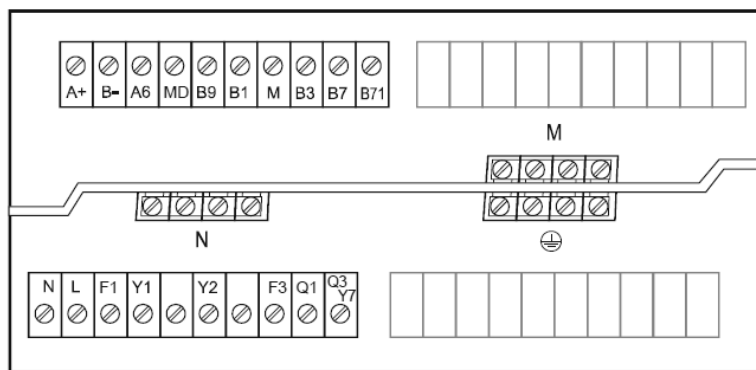 A+ B- A6 MD B9 B1 M B3 B7 B71
M
N
N L F1 Y1 Y2 F3 Q1 Q3
Y7